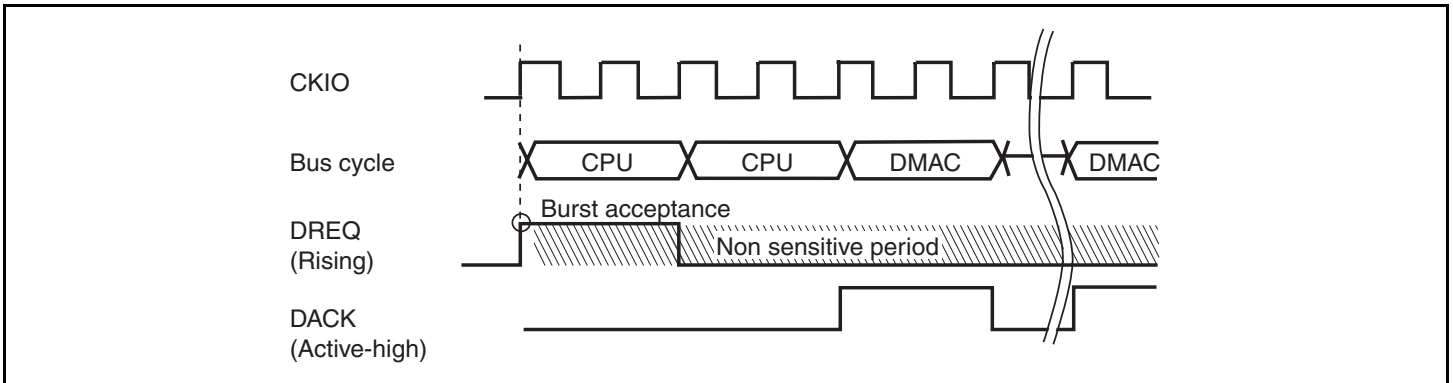 CKIO
Bus cycle
CPU
CPU
DMAC
DMAC
Burst acceptance
DREQ
(Rising)
Non sensitive period
DACK
(Active-high)